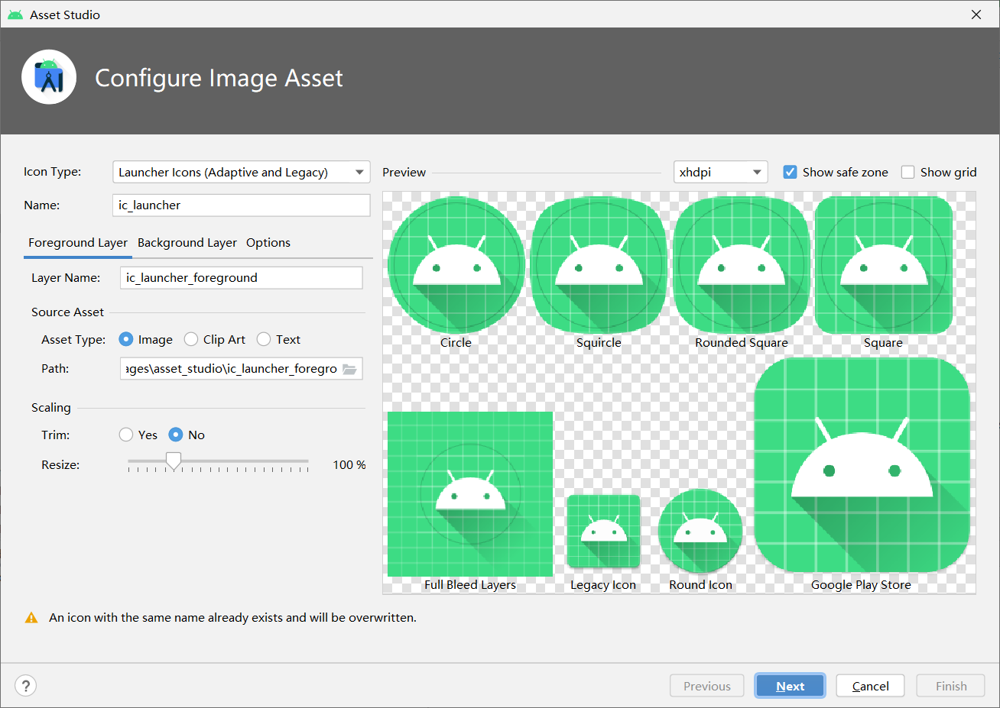 Asset Studio
Configure Image Asset
Icon Type: Launcher Icons (Adaptive and Legacy)
Name: ic_launcher
Foreground Layer Background Layer Options
Layer Name: ic_launcher_foreground
Source Asset
Asset Type: Image Clip Art Text
Path: ages\asset_studio\ic_launcher_foregro
Scaling
Trim: Yes No
Resize: 100 %
Preview xhdpi Show safe zone Show grid
Circle Squircle Rounded Square Square
Full Bleed Layers Legacy Icon Round Icon Google Play Store
An icon with the same name already exists and will be overwritten.
? Previous Next Cancel Finish